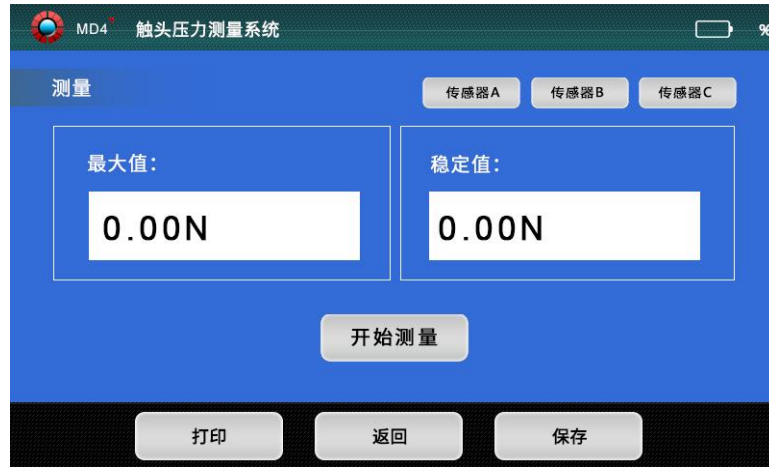 MD4 触头压力测量系统 %
测量
传感器A 传感器B 传感器C
最大值: 稳定值:
0.00N 0.00N
开始测量
打印 返回 保存